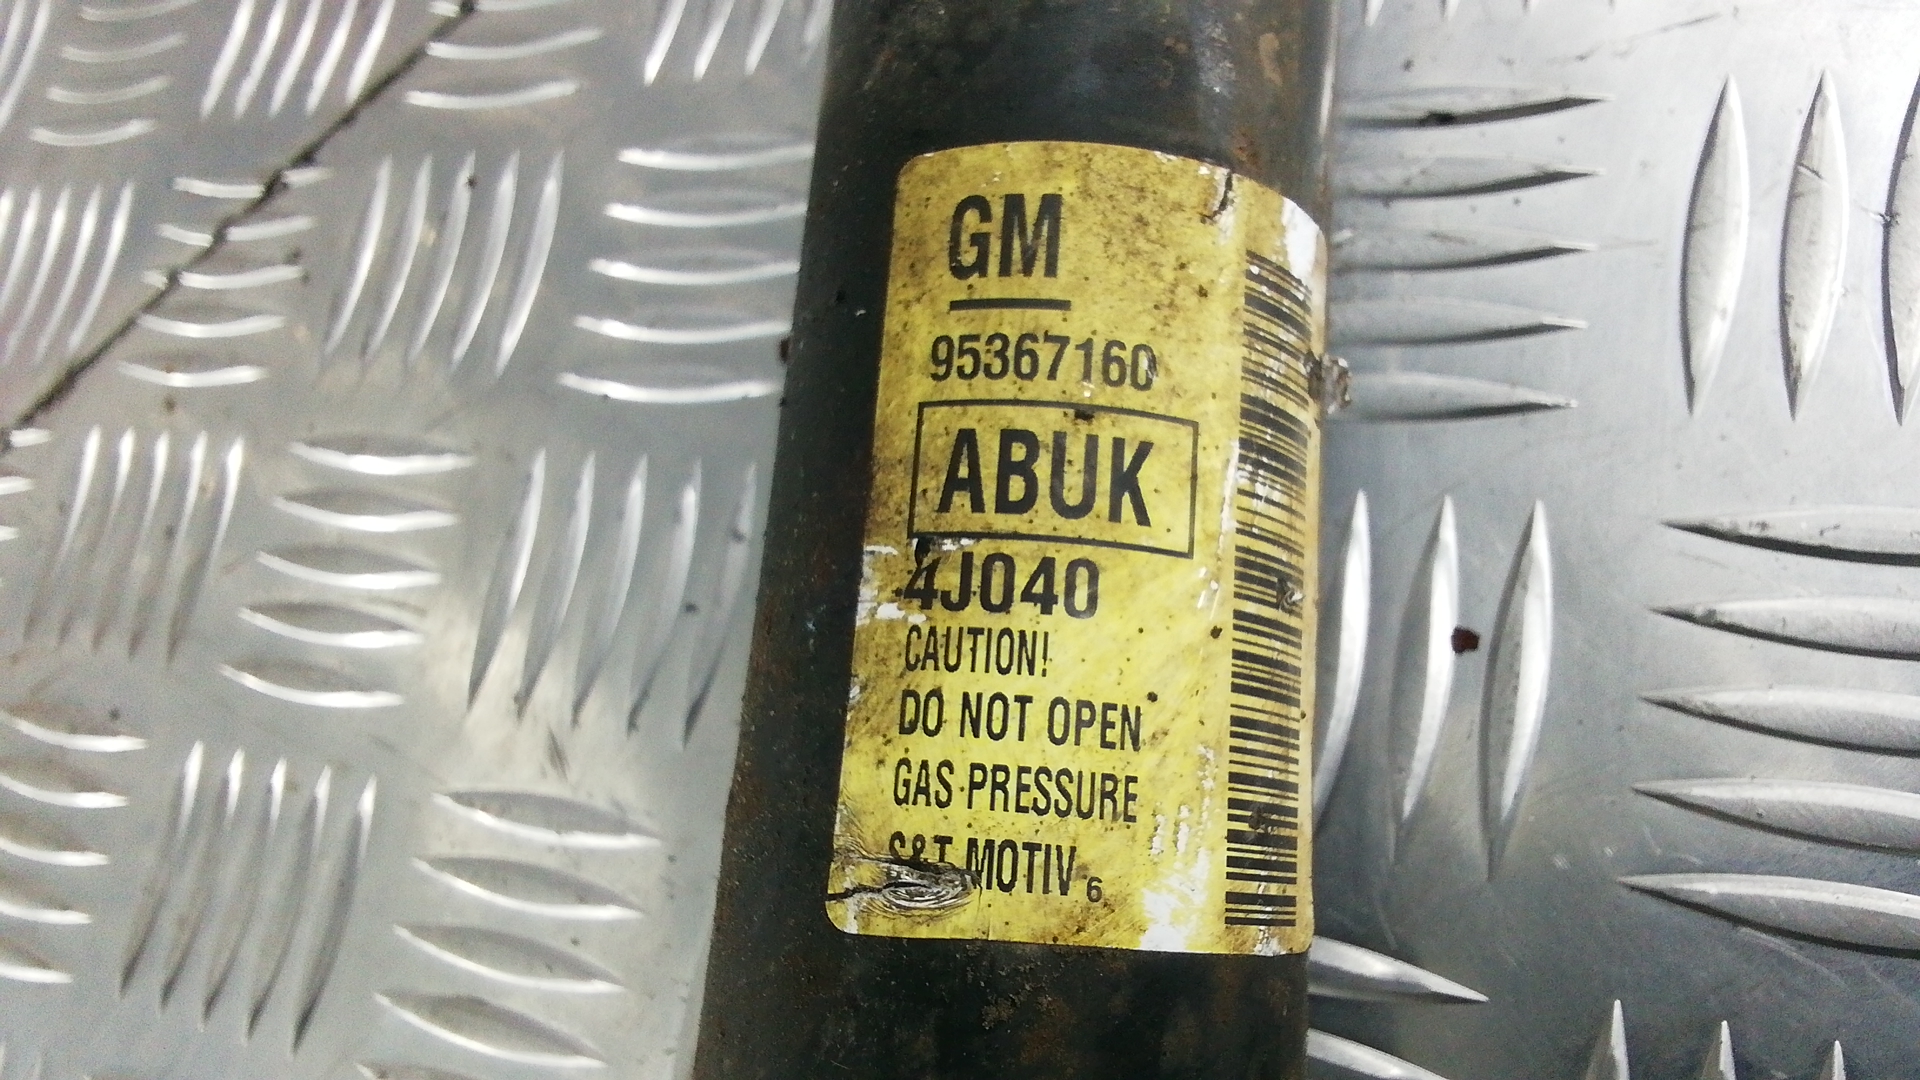 GM
95367160
ABUK
4J040
CAUTION!
DO NOT OPEN
GAS PRESSURE
S&T MOTIV 6